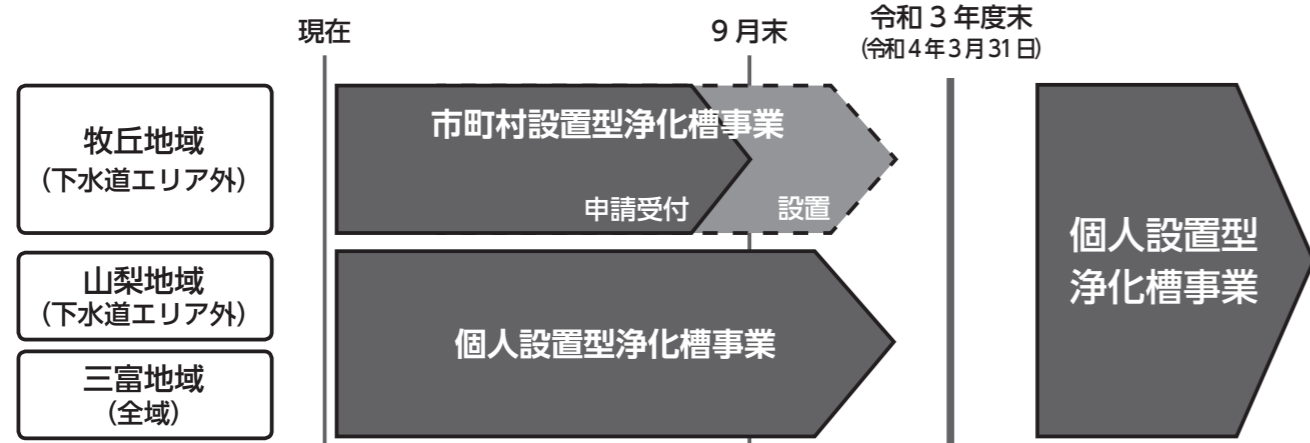 現在
9月末
令和3年度末
(令和4年3月31日)
牧丘地域
(下水道エリア外)
市町村設置型浄化槽事業
申請受付
設置
山梨地域
(下水道エリア外)
三富地域
(全域)
個人設置型浄化槽事業
個人設置型
浄化槽事業